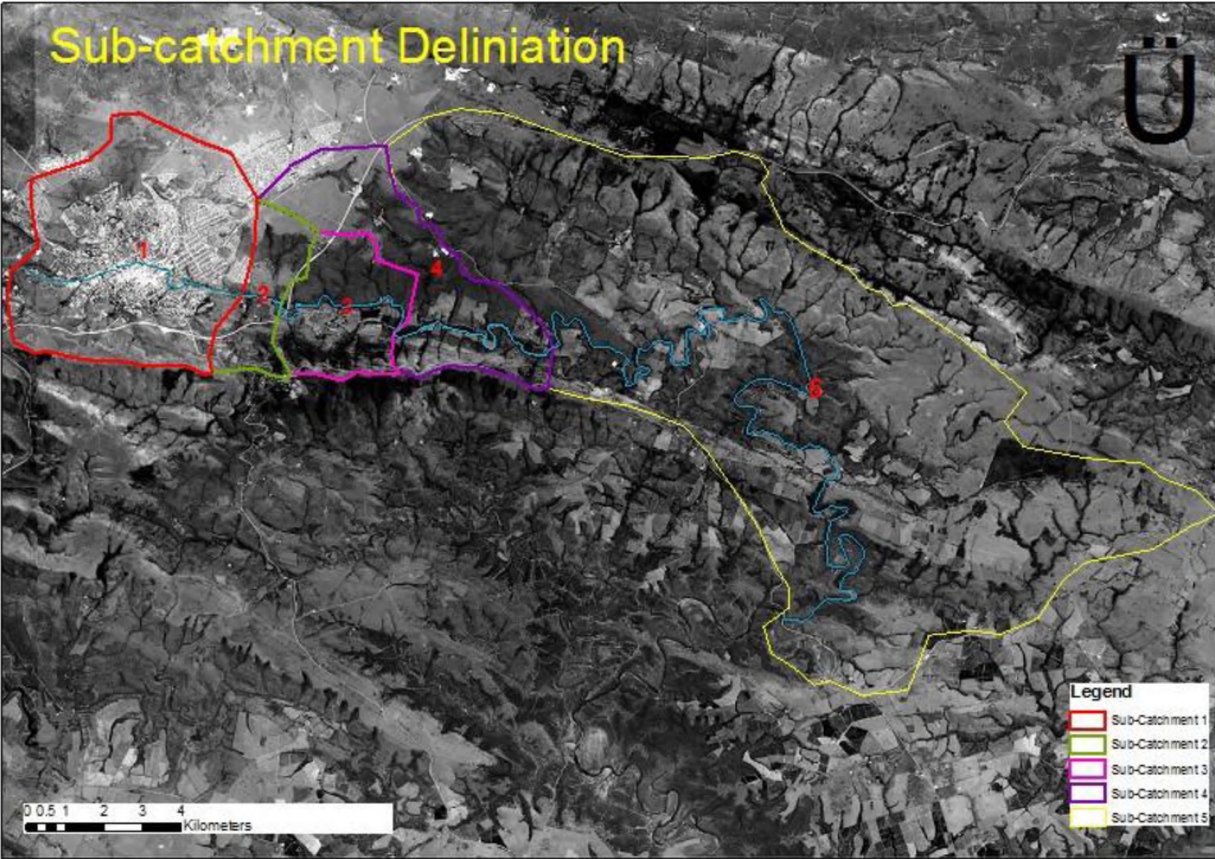 Sub-catchment Deliniation
Ü
1
2
3
4
6
Legend
Sub-Catchment 1
Sub-Catchment 2
Sub-Catchment 3
Sub-Catchment 4
Sub-Catchment 5
0 0.5 1 2 3 4
Kilometers